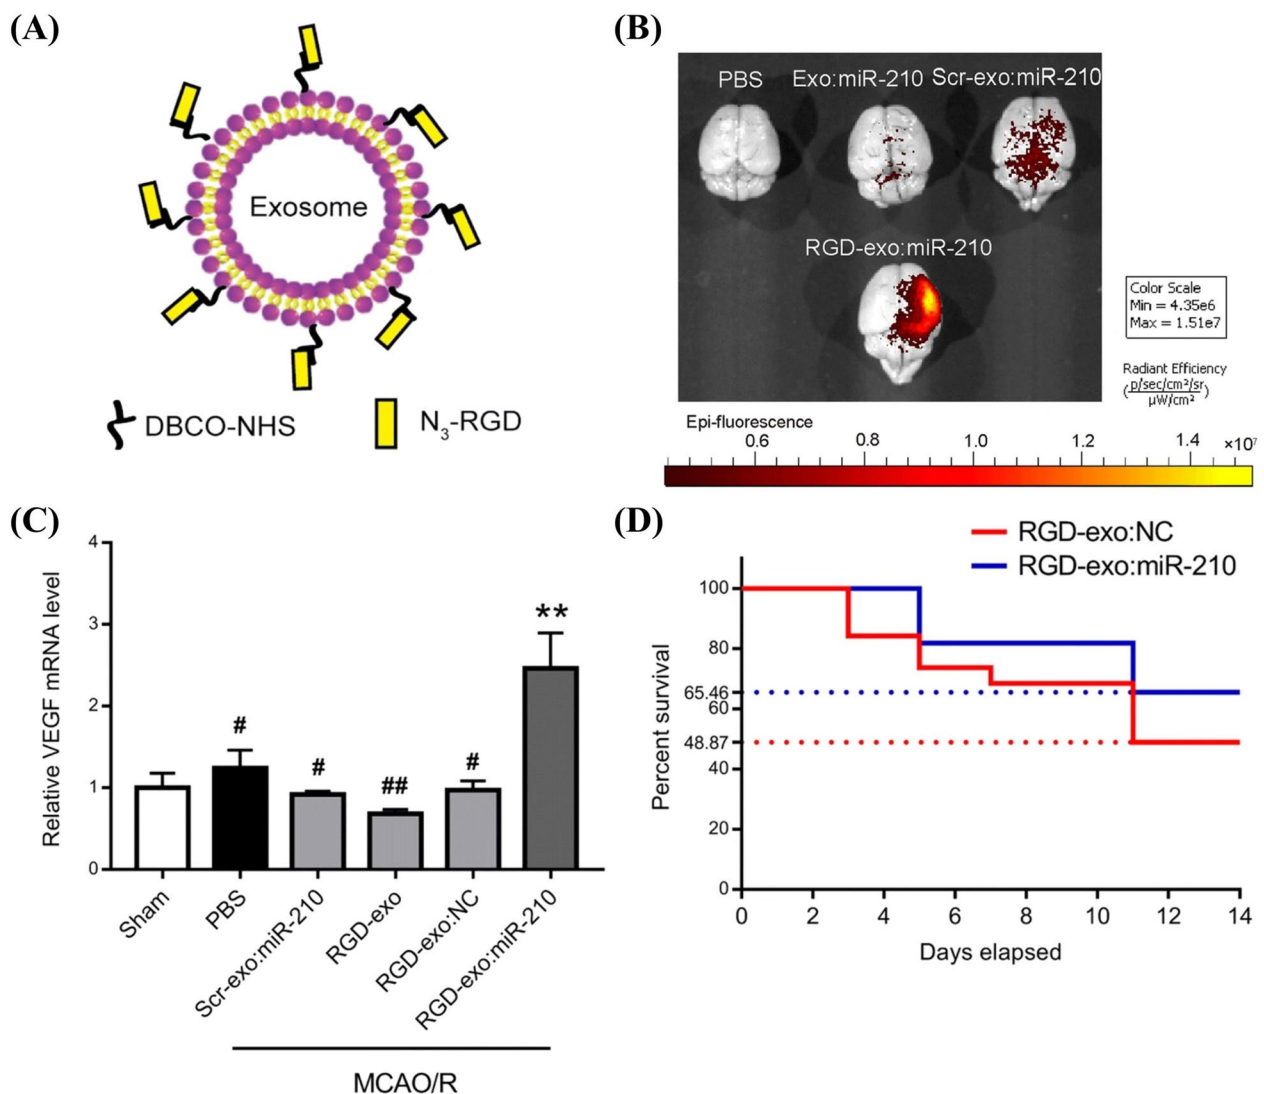 (A)
Exosome
DBCO-NHS
N3-RGD
(B)
PBS
Exo:miR-210
Scr-exo:miR-210
RGD-exo:miR-210
Color Scale
Min = 4.35e6
Max = 1.51e7
Radiant Efficiency
(p/sec/cm²/sr)
µW/cm²
Epi-fluorescence
0.6 0.8 1.0 1.2 1.4 ×10⁷
(C)
Relative VEGF mRNA level
4
3
2
1
0
#
#
##
#
**
Sham
PBS
Scr-exo:miR-210
RGD-exo
RGD-exo:NC
RGD-exo:miR-210
MCAO/R
(D)
RGD-exo:NC
RGD-exo:miR-210
Percent survival
100
80
65.46
60
48.87
40
20
0
0 2 4 6 8 10 12 14
Days elapsed